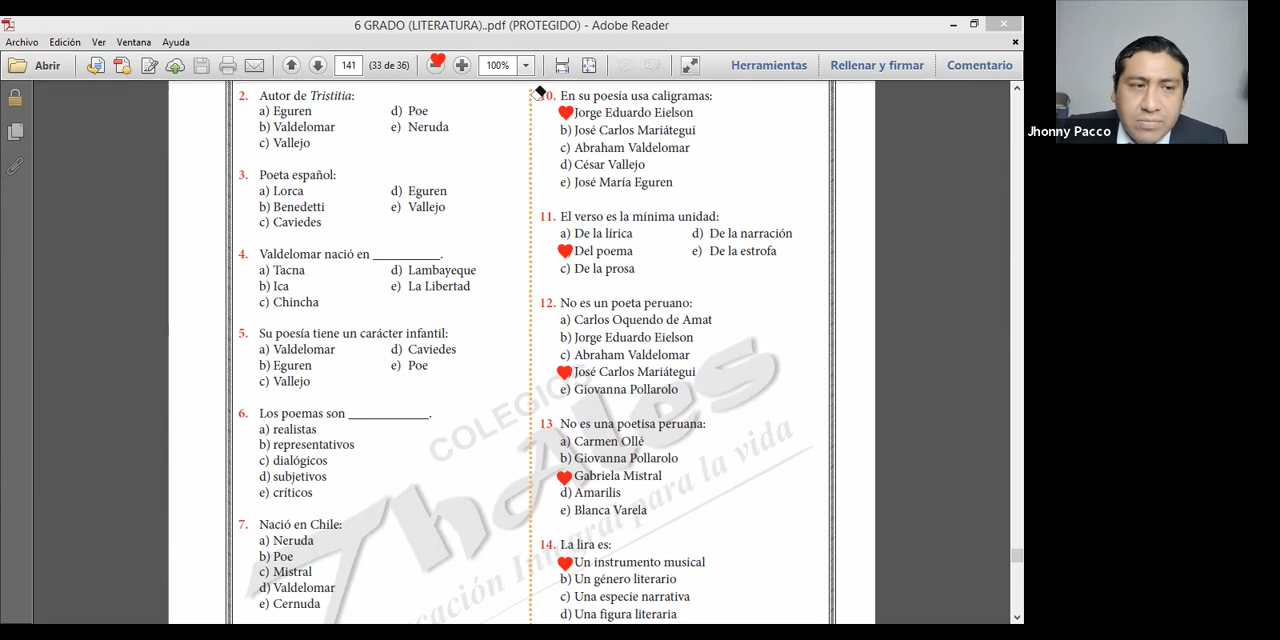 6 GRADO (LITERATURA)..pdf (PROTEGIDO) - Adobe Reader
Archivo Edición Ver Ventana Ayuda
Abrir 141 (33 de 36) 100% Herramientas Rellenar y firmar Comentario
2. Autor de Tristitia:
a) Eguren d) Poe
b) Valdelomar e) Neruda
c) Vallejo
3. Poeta español:
a) Lorca d) Eguren
b) Benedetti e) Vallejo
c) Caviedes
4. Valdelomar nació en __________.
a) Tacna d) Lambayeque
b) Ica e) La Libertad
c) Chincha
5. Su poesía tiene un carácter infantil:
a) Valdelomar d) Caviedes
b) Eguren e) Poe
c) Vallejo
6. Los poemas son ____________.
a) realistas
b) representativos
c) dialógicos
d) subjetivos
e) críticos
7. Nació en Chile:
a) Neruda
b) Poe
c) Mistral
d) Valdelomar
e) Cernuda
10. En su poesía usa caligramas:
Jorge Eduardo Eielson
b) José Carlos Mariátegui
c) Abraham Valdelomar
d) César Vallejo
e) José María Eguren
11. El verso es la mínima unidad:
a) De la lírica d) De la narración
Del poema e) De la estrofa
c) De la prosa
12. No es un poeta peruano:
a) Carlos Oquendo de Amat
b) Jorge Eduardo Eielson
c) Abraham Valdelomar
José Carlos Mariátegui
e) Giovanna Pollarolo
13 No es una poetisa peruana:
a) Carmen Ollé
b) Giovanna Pollarolo
Gabriela Mistral
d) Amarilis
e) Blanca Varela
14. La lira es:
Un instrumento musical
b) Un género literario
c) Una especie narrativa
d) Una figura literaria
COLEGIOS
Thales
cación Integral para la vida
Jhonny Pacco